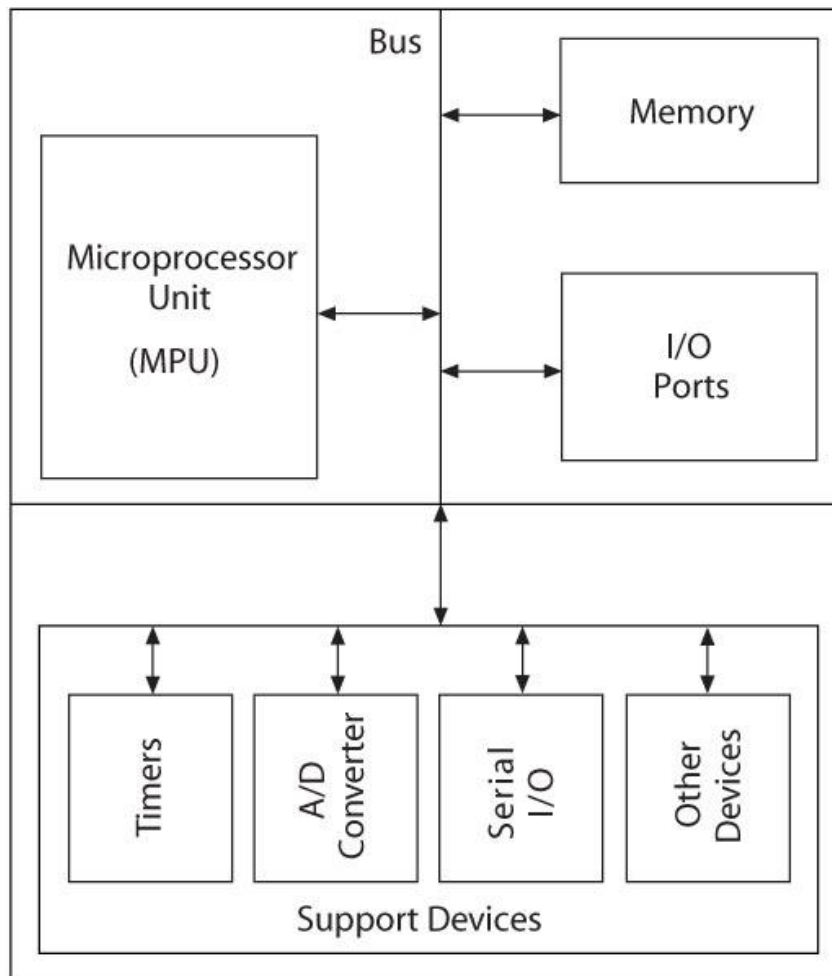 Bus
Memory
Microprocessor
Unit
(MPU)
I/O
Ports
Timers
A/D
Converter
Serial
I/O
Other
Devices
Support Devices